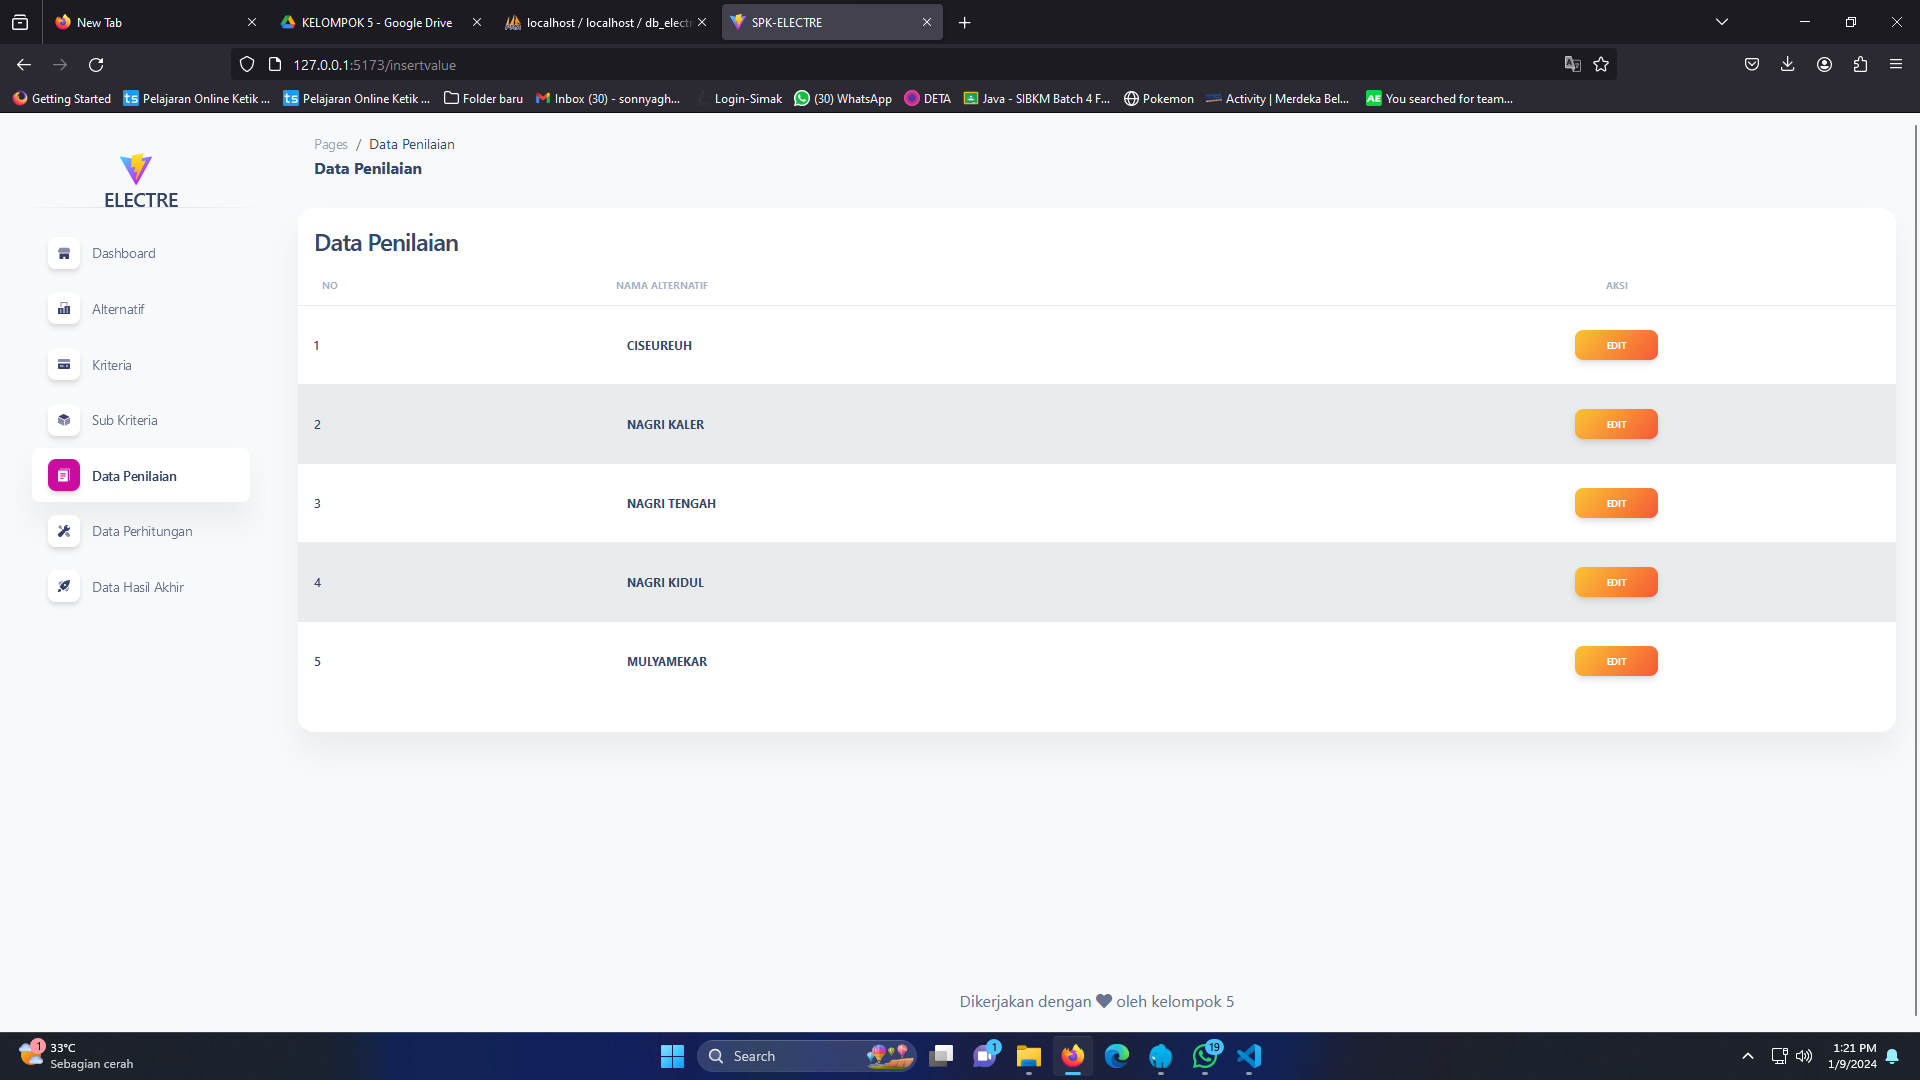 New Tab
KELOMPOK 5 - Google Drive
localhost / localhost / db_electr
SPK-ELECTRE
127.0.0.1:5173/insertvalue
Getting Started
Pelajaran Online Ketik ...
Pelajaran Online Ketik ...
Folder baru
Inbox (30) - sonnyagh...
Login-Simak
(30) WhatsApp
DETA
Java - SIBKM Batch 4 F...
Pokemon
Activity | Merdeka Bel...
AE You searched for team...
Pages / Data Penilaian
Data Penilaian
ELECTRE
Dashboard
Alternatif
Kriteria
Sub Kriteria
Data Penilaian
Data Perhitungan
Data Hasil Akhir
Data Penilaian
NO NAMA ALTERNATIF AKSI
1 CISEUREUH EDIT
2 NAGRI KALER EDIT
3 NAGRI TENGAH EDIT
4 NAGRI KIDUL EDIT
5 MULYAMEKAR EDIT
Dikerjakan dengan ❤ oleh kelompok 5
1
33°C
Sebagian cerah
Search
1
19
1:21 PM
1/9/2024